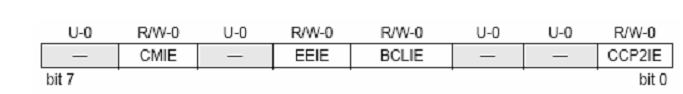 U-0 R/W-0 U-0 R/W-0 R/W-0 U-0 U-0 R/W-0
— CMIE — EEIE BCLIE — — CCP2IE
bit 7 bit 0